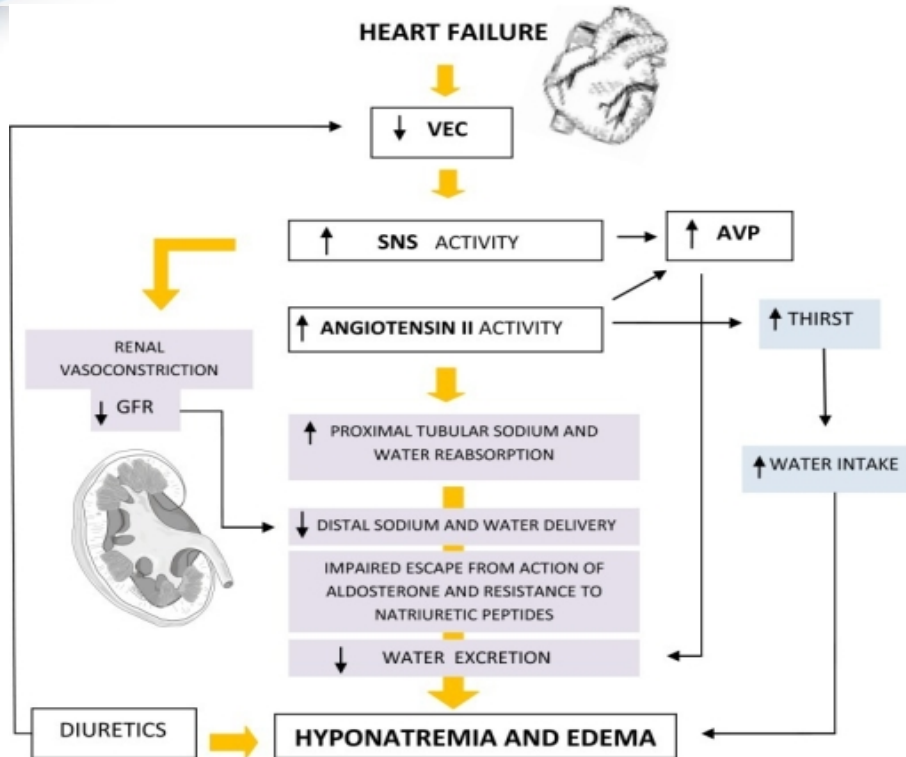 HEART FAILURE
↓ VEC
↑ SNS ACTIVITY
↑ AVP
↑ ANGIOTENSIN II ACTIVITY
↑ THIRST
RENAL
VASOCONSTRICTION
↓ GFR
↑ PROXIMAL TUBULAR SODIUM AND
WATER REABSORPTION
↑ WATER INTAKE
↓ DISTAL SODIUM AND WATER DELIVERY
IMPAIRED ESCAPE FROM ACTION OF
ALDOSTERONE AND RESISTANCE TO
NATRIURETIC PEPTIDES
↓ WATER EXCRETION
DIURETICS
HYPONATREMIA AND EDEMA